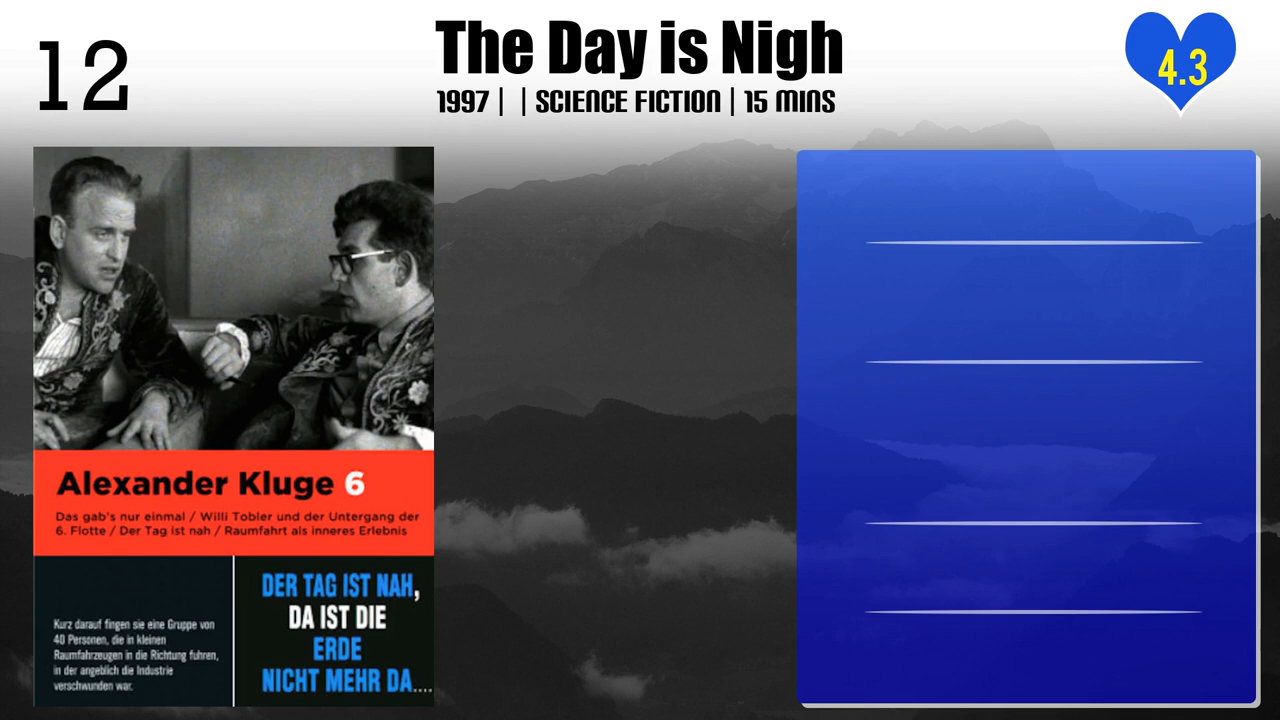 12
The Day is Nigh
1997 | | SCIENCE FICTION | 15 MINS
4.3
Alexander Kluge 6
Das gab's nur einmal / Willi Tobler und der Untergang der
6. Flotte / Der Tag ist nah / Raumfahrt als inneres Erlebnis
Kurz darauf fingen sie eine Gruppe von
40 Personen, die in kleinen
Raumfahrzeugen in die Richtung fuhren,
in der angeblich die Industrie
verschwunden war.
DER TAG IST NAH,
DA IST DIE
ERDE
NICHT MEHR DA....